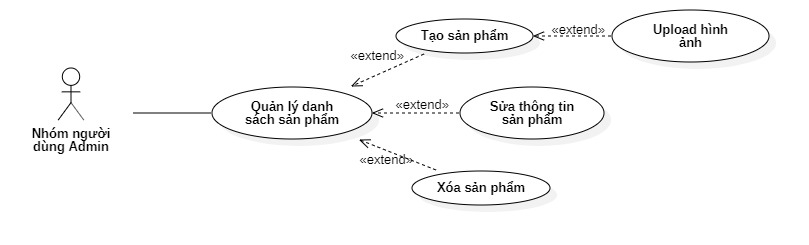 Tạo sản phẩm
«extend»
Upload hình
ảnh
«extend»
Nhóm người
dùng Admin
Quản lý danh
sách sản phẩm
«extend»
Sửa thông tin
sản phẩm
«extend»
Xóa sản phẩm